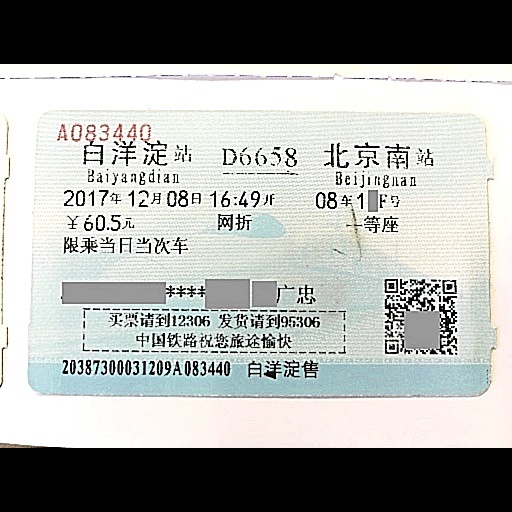 A083440
白洋淀站 D6658 北京南站
Baiyangdian Beijingnan
2017年12月08日 16:49开 08车1F号
￥60.5元 网折 一等座
限乘当日当次车
****广忠
买票请到12306 发货请到95306
中国铁路祝您旅途愉快
20387300031209A083440 白洋淀售